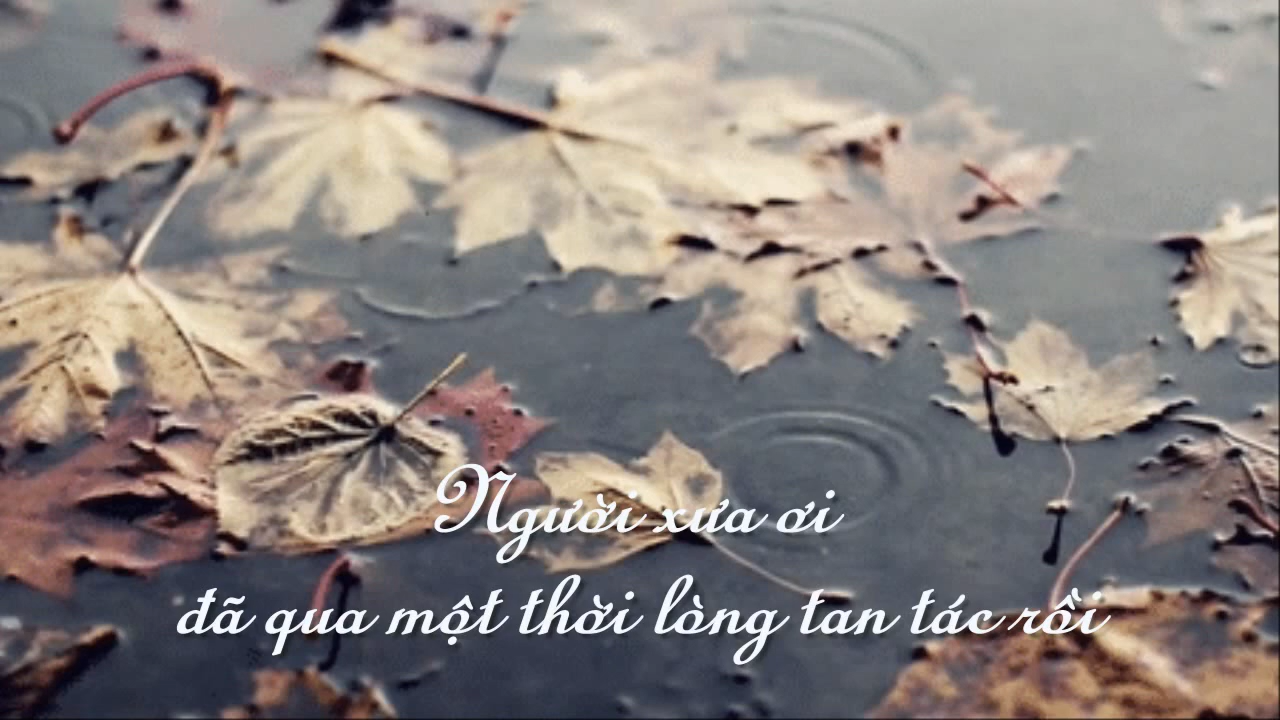 Người xưa ơi
đã qua một thời lòng tan tác rồi